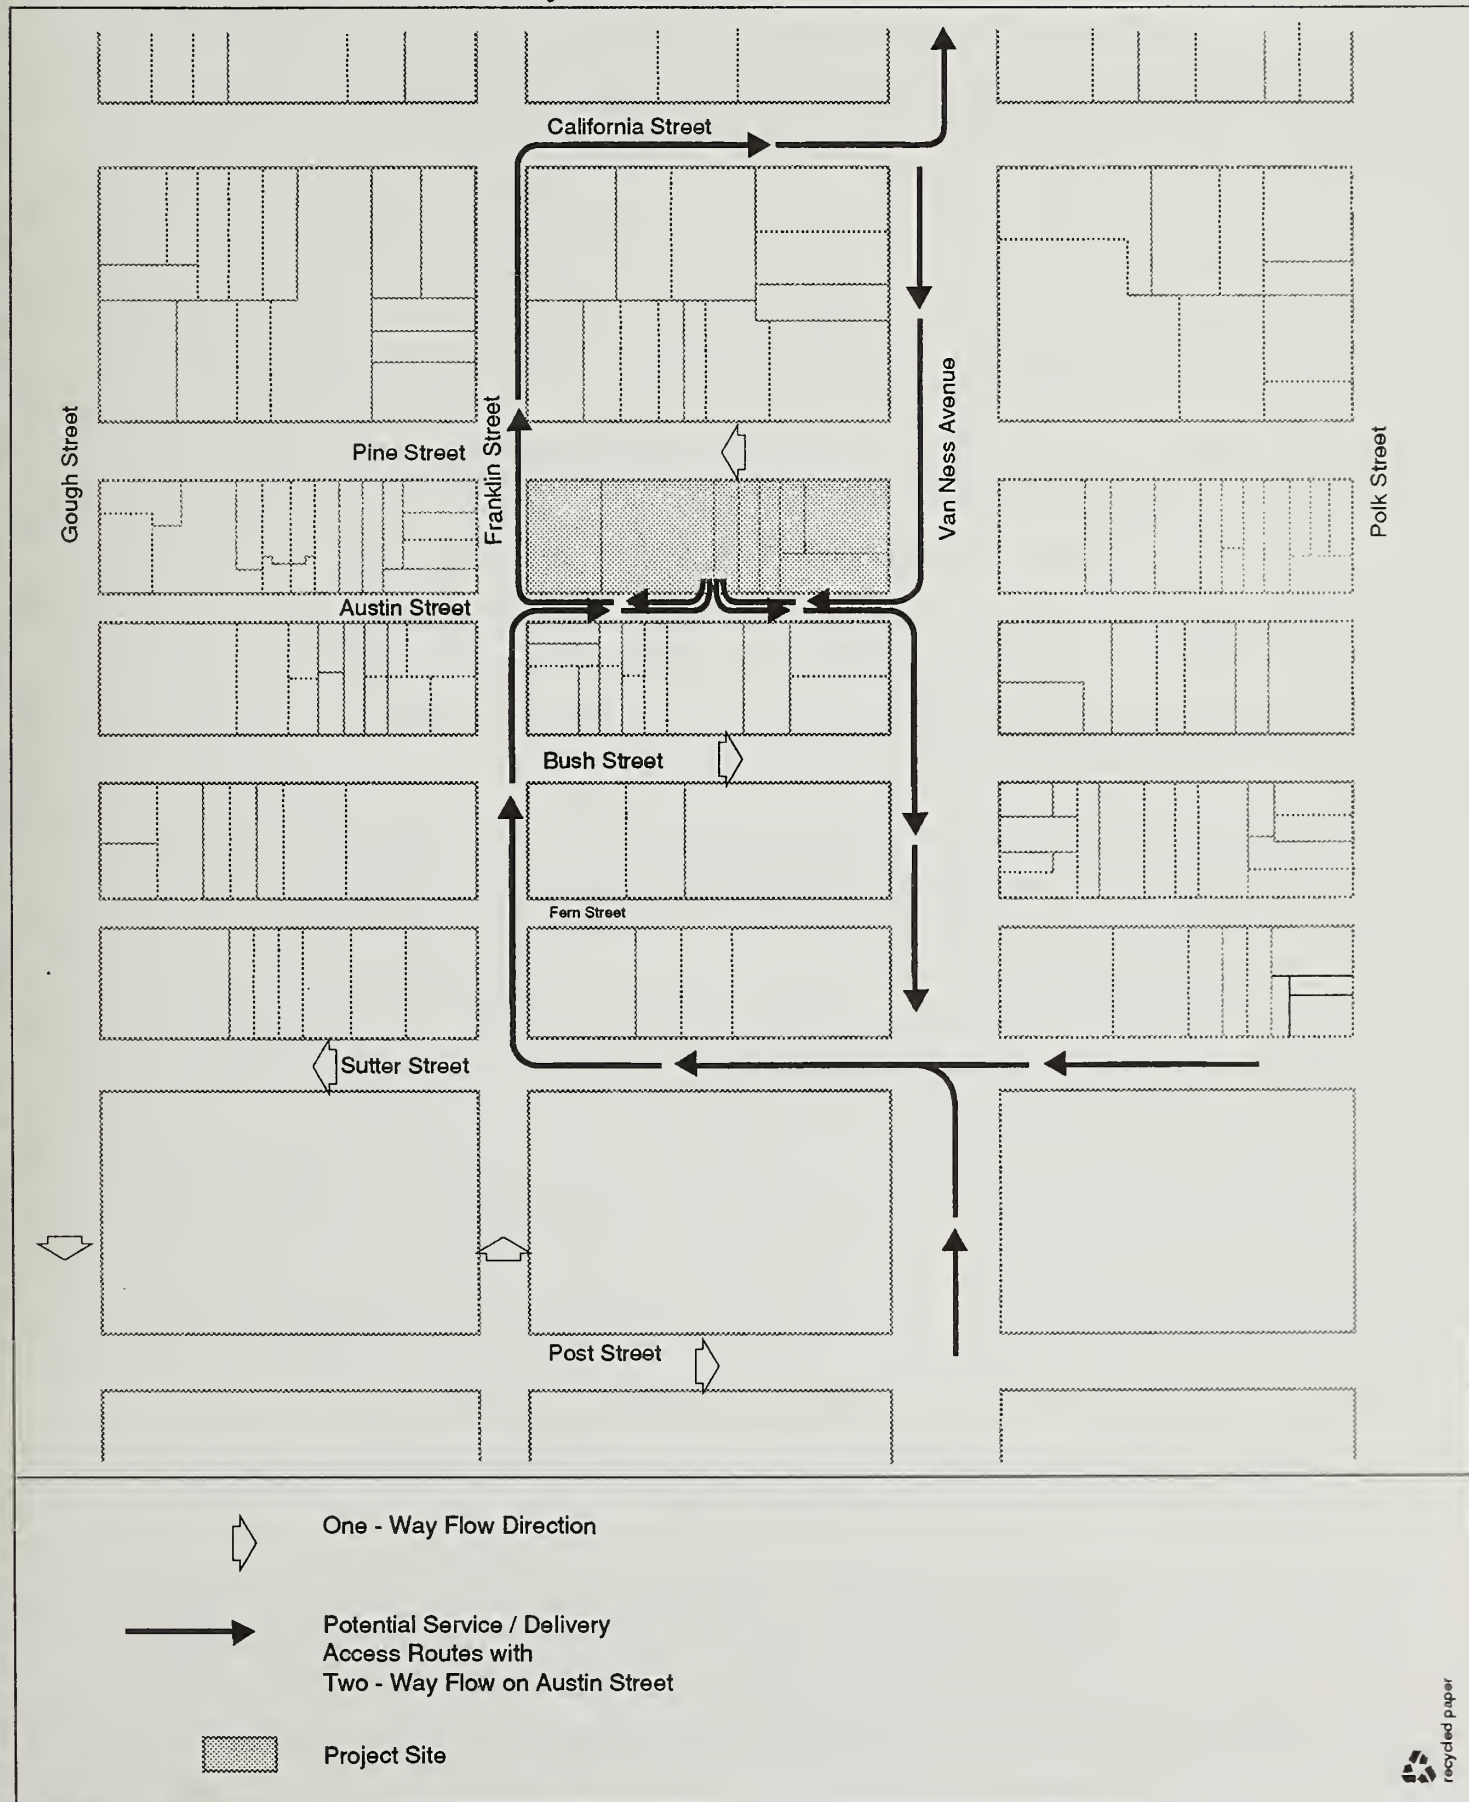 California Street
Gough Street
Pine Street
Franklin Street
Van Ness Avenue
Polk Street
Austin Street
Bush Street
Fern Street
Sutter Street
Post Street
One - Way Flow Direction
Potential Service / Delivery
Access Routes with
Two - Way Flow on Austin Street
Project Site
recycled paper